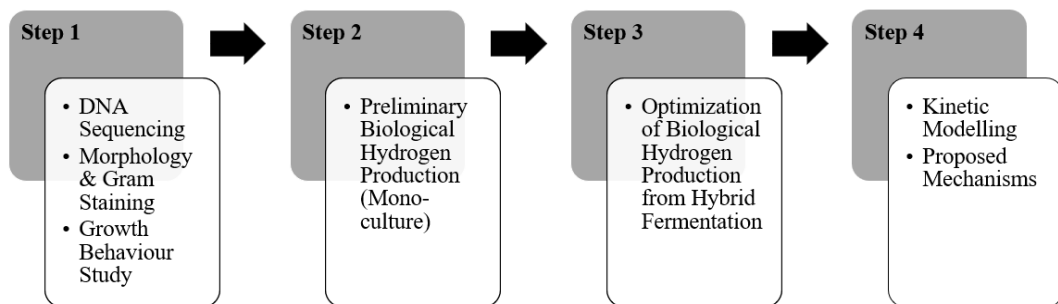 Step 1
• DNA
Sequencing
• Morphology
& Gram
Staining
• Growth
Behaviour
Study
Step 2
• Preliminary
Biological
Hydrogen
Production
(Mono-
culture)
Step 3
• Optimization
of Biological
Hydrogen
Production
from Hybrid
Fermentation
Step 4
• Kinetic
Modelling
• Proposed
Mechanisms